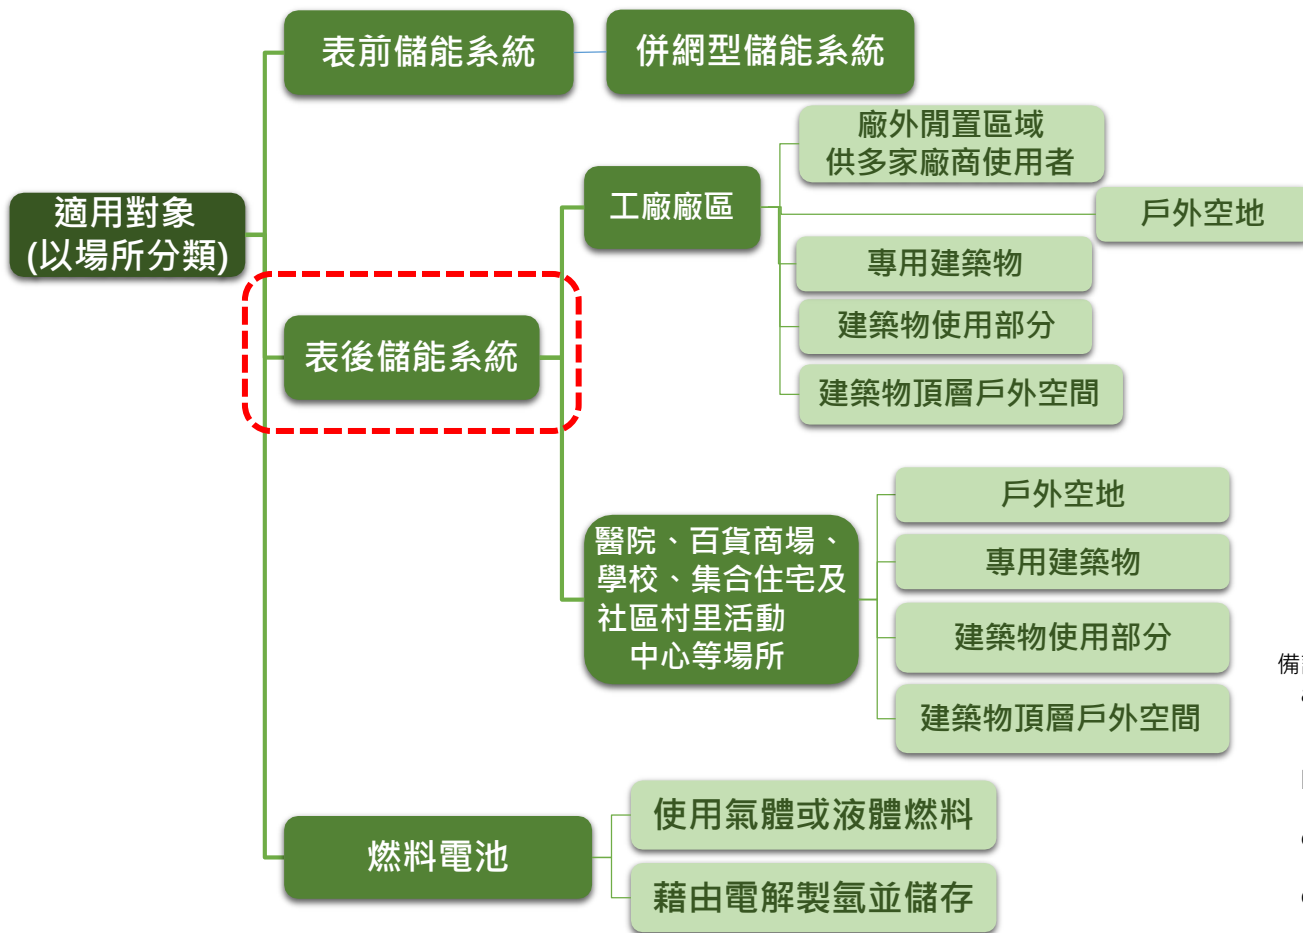 適用對象
(以場所分類)
表前儲能系統
併網型儲能系統
表後儲能系統
工廠廠區
廠外閒置區域
供多家廠商使用者
戶外空地
專用建築物
建築物使用部分
建築物頂層戶外空間
醫院、百貨商場、
學校、集合住宅及
社區村里活動
中心等場所
戶外空地
專用建築物
建築物使用部分
建築物頂層戶外空間
燃料電池
使用氣體或液體燃料
藉由電解製氫並儲存
備